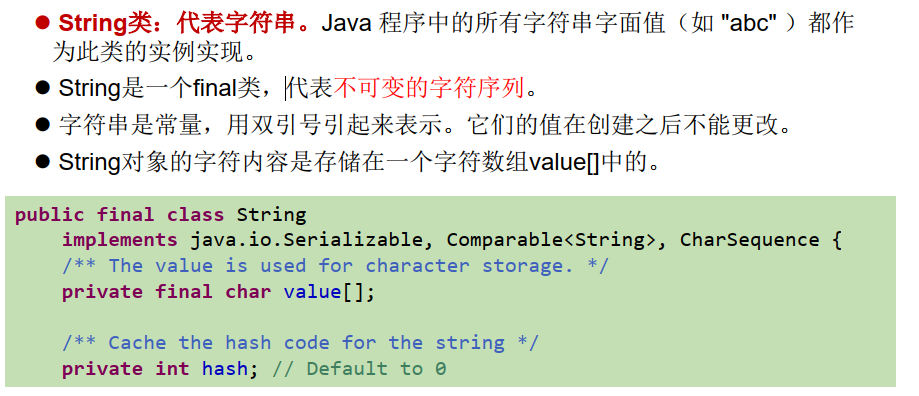 ● String类：代表字符串。Java 程序中的所有字符串字面值（如 "abc" ）都作
为此类的实例实现。
● String是一个final类，代表不可变的字符序列。
● 字符串是常量，用双引号引起来表示。它们的值在创建之后不能更改。
● String对象的字符内容是存储在一个字符数组value[]中的。
public final class String
    implements java.io.Serializable, Comparable<String>, CharSequence {
    /** The value is used for character storage. */
    private final char value[];
    /** Cache the hash code for the string */
    private int hash; // Default to 0